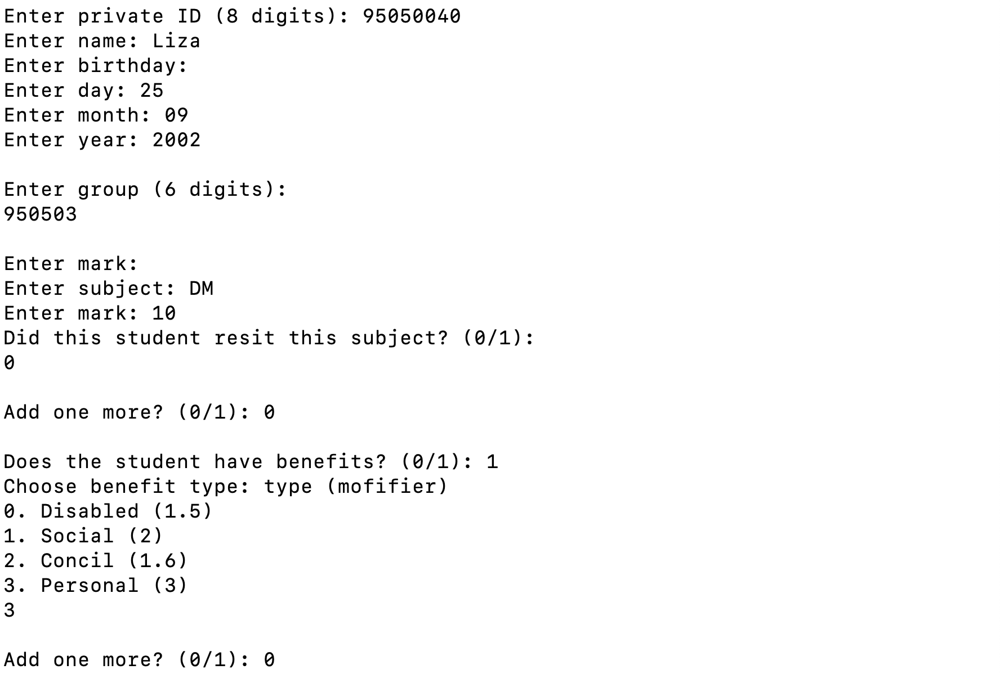 Enter private ID (8 digits): 95050040
Enter name: Liza
Enter birthday:
Enter day: 25
Enter month: 09
Enter year: 2002
Enter group (6 digits):
950503
Enter mark:
Enter subject: DM
Enter mark: 10
Did this student resit this subject? (0/1):
0
Add one more? (0/1): 0
Does the student have benefits? (0/1): 1
Choose benefit type: type (mofifier)
0. Disabled (1.5)
1. Social (2)
2. Concil (1.6)
3. Personal (3)
3
Add one more? (0/1): 0